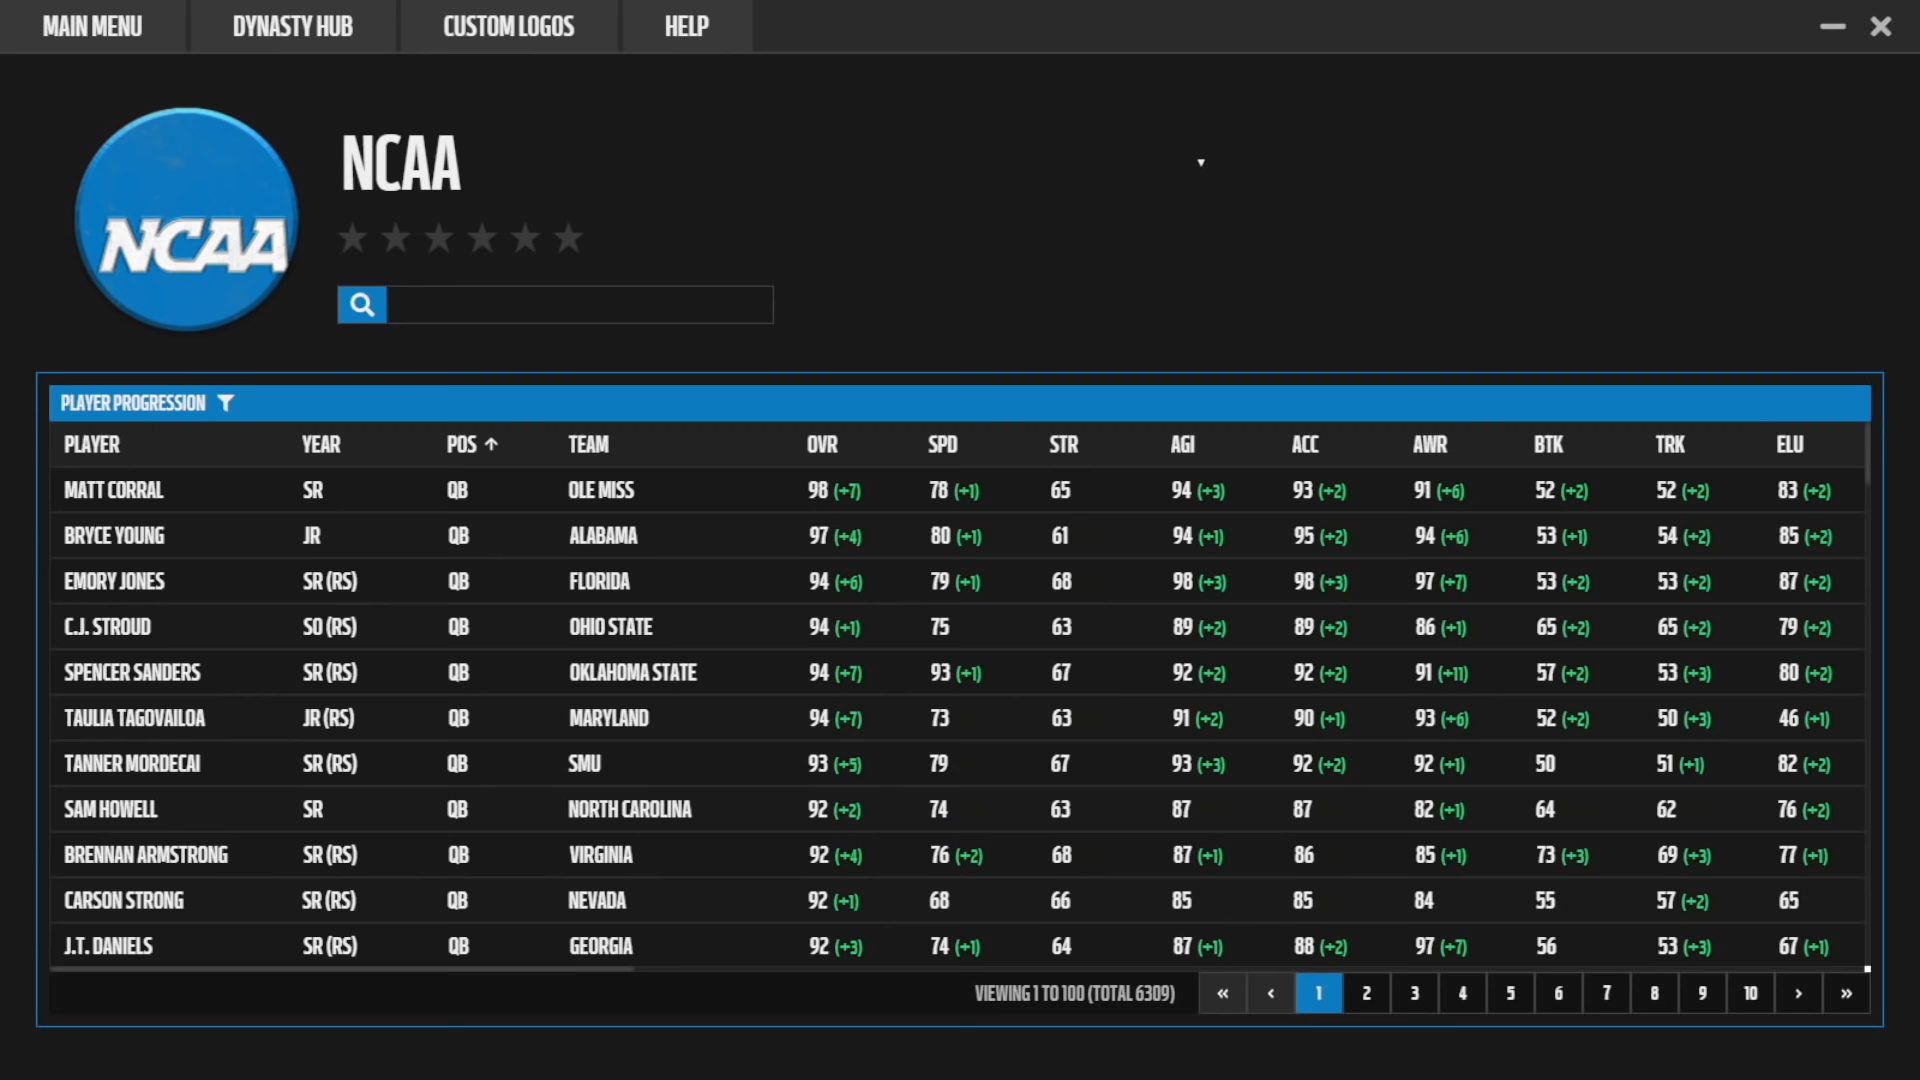 MAIN MENU DYNASTY HUB CUSTOM LOGOS HELP
NCAA
NCAA
PLAYER PROGRESSION
PLAYER YEAR POS TEAM OVR SPD STR AGI ACC AWR BTK TRK ELU
MATT CORRAL SR QB OLE MISS 98 (+7) 78 (+1) 65 94 (+3) 93 (+2) 91 (+6) 52 (+2) 52 (+2) 83 (+2)
BRYCE YOUNG JR QB ALABAMA 97 (+4) 80 (+1) 61 94 (+1) 95 (+2) 94 (+6) 53 (+1) 54 (+2) 85 (+2)
EMORY JONES SR (RS) QB FLORIDA 94 (+6) 79 (+1) 68 98 (+3) 98 (+3) 97 (+7) 53 (+2) 53 (+2) 87 (+2)
C.J. STROUD SO (RS) QB OHIO STATE 94 (+1) 75 63 89 (+2) 89 (+2) 86 (+1) 65 (+2) 65 (+2) 79 (+2)
SPENCER SANDERS SR (RS) QB OKLAHOMA STATE 94 (+7) 93 (+1) 67 92 (+2) 92 (+2) 91 (+11) 57 (+2) 53 (+3) 80 (+2)
TAULIA TAGOVAILOA JR (RS) QB MARYLAND 94 (+7) 73 63 91 (+2) 90 (+1) 93 (+6) 52 (+2) 50 (+3) 46 (+1)
TANNER MORDECAI SR (RS) QB SMU 93 (+5) 79 67 93 (+3) 92 (+2) 92 (+1) 50 51 (+1) 82 (+2)
SAM HOWELL SR QB NORTH CAROLINA 92 (+2) 74 63 87 87 82 (+1) 64 62 76 (+2)
BRENNAN ARMSTRONG SR (RS) QB VIRGINIA 92 (+4) 76 (+2) 68 87 (+1) 86 85 (+1) 73 (+3) 69 (+3) 77 (+1)
CARSON STRONG SR (RS) QB NEVADA 92 (+1) 68 66 85 85 84 55 57 (+2) 65
J.T. DANIELS SR (RS) QB GEORGIA 92 (+3) 74 (+1) 64 87 (+1) 88 (+2) 97 (+7) 56 53 (+3) 67 (+1)
VIEWING 1 TO 100 (TOTAL 6309) « ‹ 1 2 3 4 5 6 7 8 9 10 › »